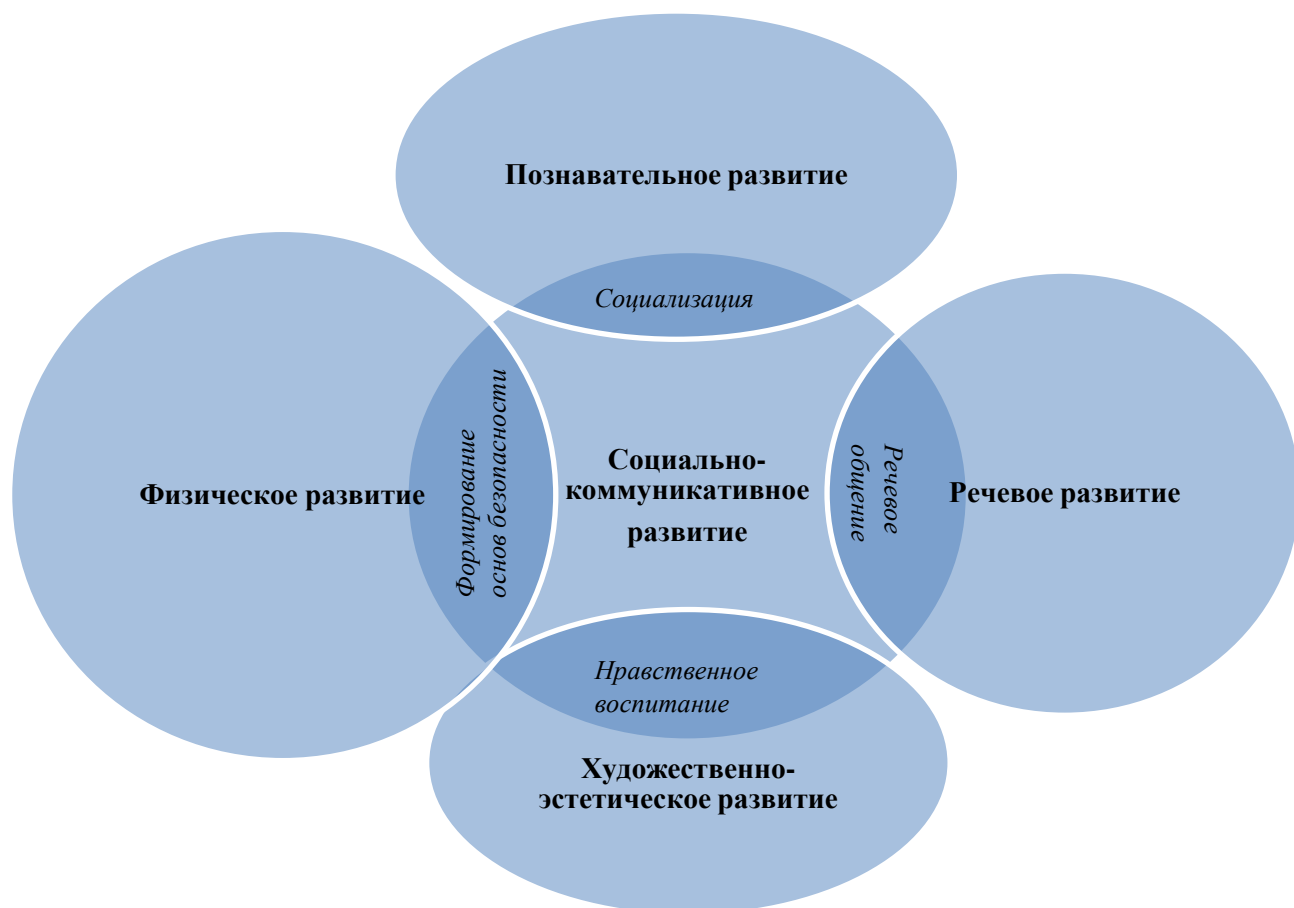 Познавательное развитие
Социализация
Физическое развитие
Формирование
основ безопасности
Социально-
коммуникативное
развитие
Речевое
общение
Речевое развитие
Нравственное
воспитание
Художественно-
эстетическое развитие